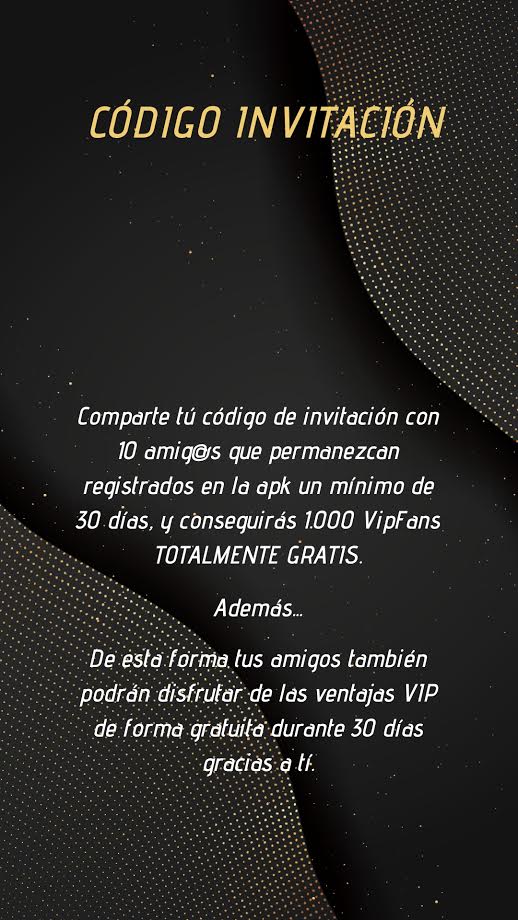 CÓDIGO INVITACIÓN
Comparte tú código de invitación con
10 amig@s que permanezcan
registrados en la apk un mínimo de
30 días, y conseguirás 1.000 VipFans
TOTALMENTE GRATIS.
Además...
De esta forma tus amigos también
podrán disfrutar de las ventajas VIP
de forma gratuita durante 30 días
gracias a tí.